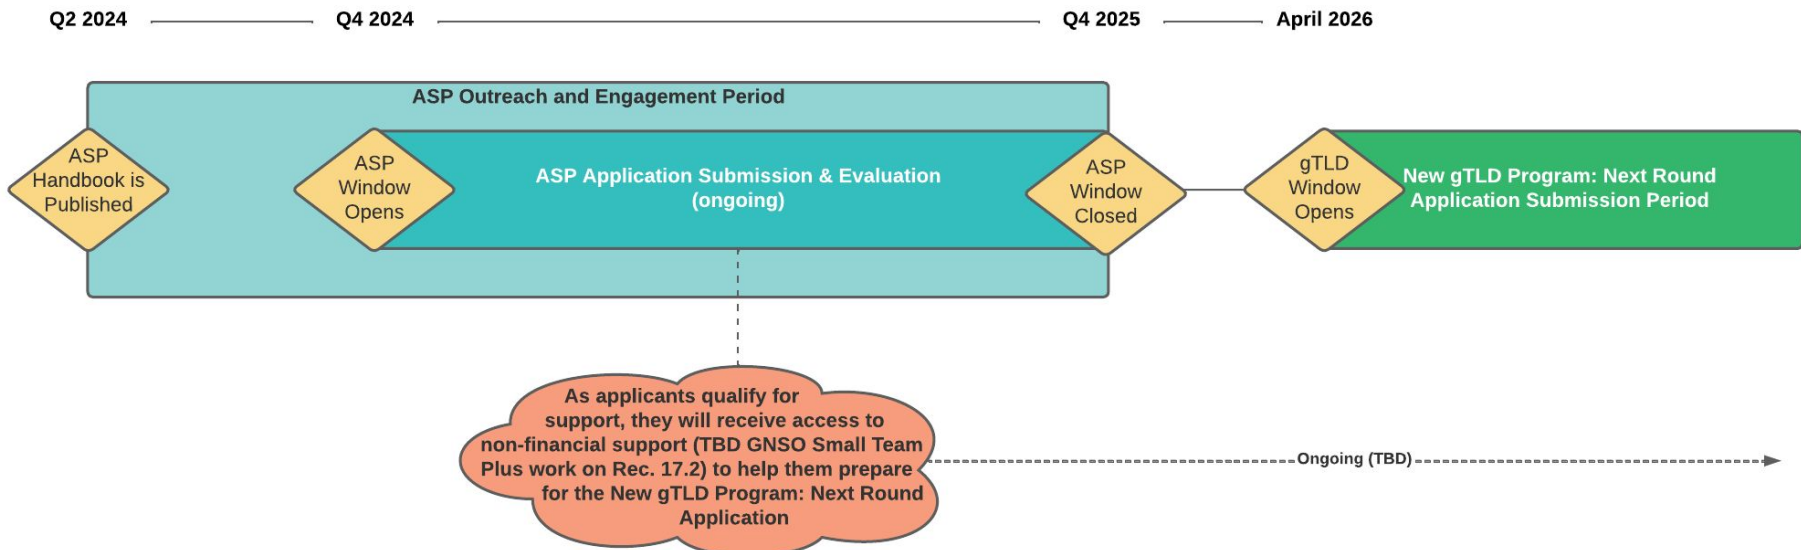 Q2 2024
Q4 2024
Q4 2025
April 2026
ASP Outreach and Engagement Period
ASP
Handbook is
Published
ASP
Window
Opens
ASP Application Submission & Evaluation
(ongoing)
ASP
Window
Closed
gTLD
Window
Opens
New gTLD Program: Next Round
Application Submission Period
As applicants qualify for
support, they will receive access to
non-financial support (TBD GNSO Small Team
Plus work on Rec. 17.2) to help them prepare
for the New gTLD Program: Next Round
Application
Ongoing (TBD)